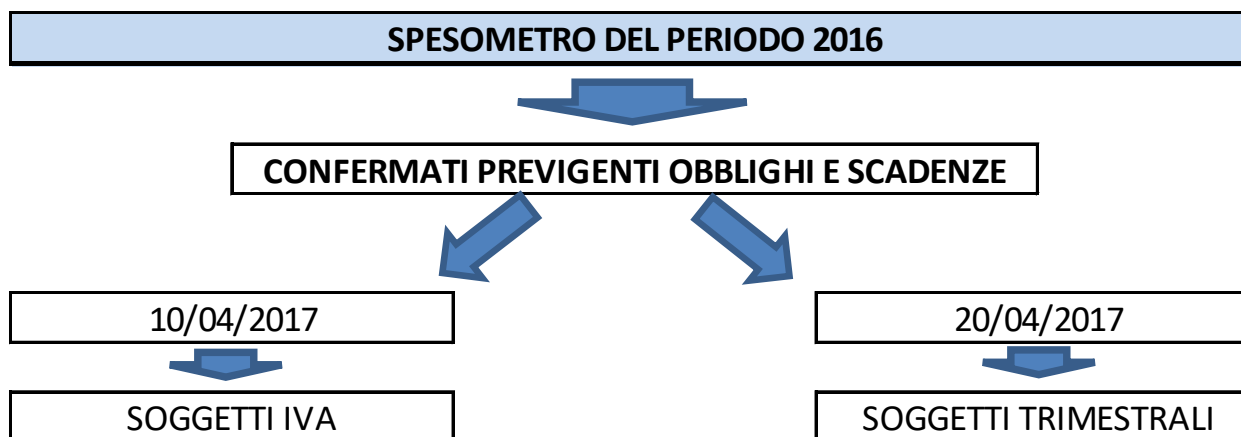 SPESOMETRO DEL PERIODO 2016
CONFERMATI PREVIGENTI OBBLIGHI E SCADENZE
10/04/2017
20/04/2017
SOGGETTI IVA
SOGGETTI TRIMESTRALI